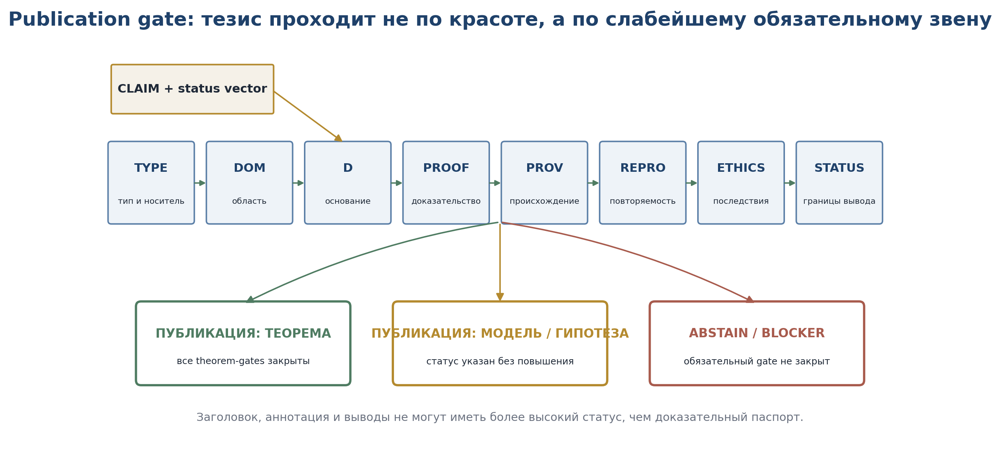 Publication gate: тезис проходит не по красоте, а по слабейшему обязательному звену
CLAIM + status vector
TYPE
тип и носитель
DOM
область
D
основание
PROOF
доказательство
PROV
происхождение
REPRO
повторяемость
ETHICS
последствия
STATUS
границы вывода
ПУБЛИКАЦИЯ: ТЕОРЕМА
все theorem-gates закрыты
ПУБЛИКАЦИЯ: МОДЕЛЬ / ГИПОТЕЗА
статус указан без повышения
ABSTAIN / BLOCKER
обязательный gate не закрыт
Заголовок, аннотация и выводы не могут иметь более высокий статус, чем доказательный паспорт.